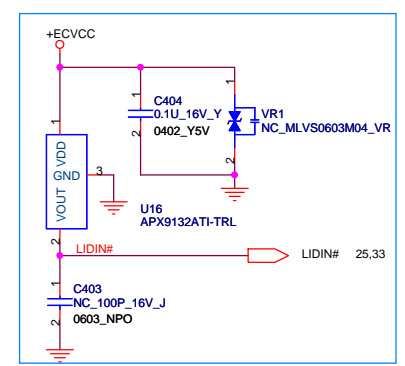 +ECVCC
1
C404
0.1U_16V_Y
0402_Y5V
2
1
VR1
NC_MLVS0603M04_VR
2
1
VDD
GND
3
VOUT
U16
APX9132ATI-TRL
2
LIDIN#
LIDIN# 25,33
1
C403
NC_100P_16V_J
0603_NPO
2